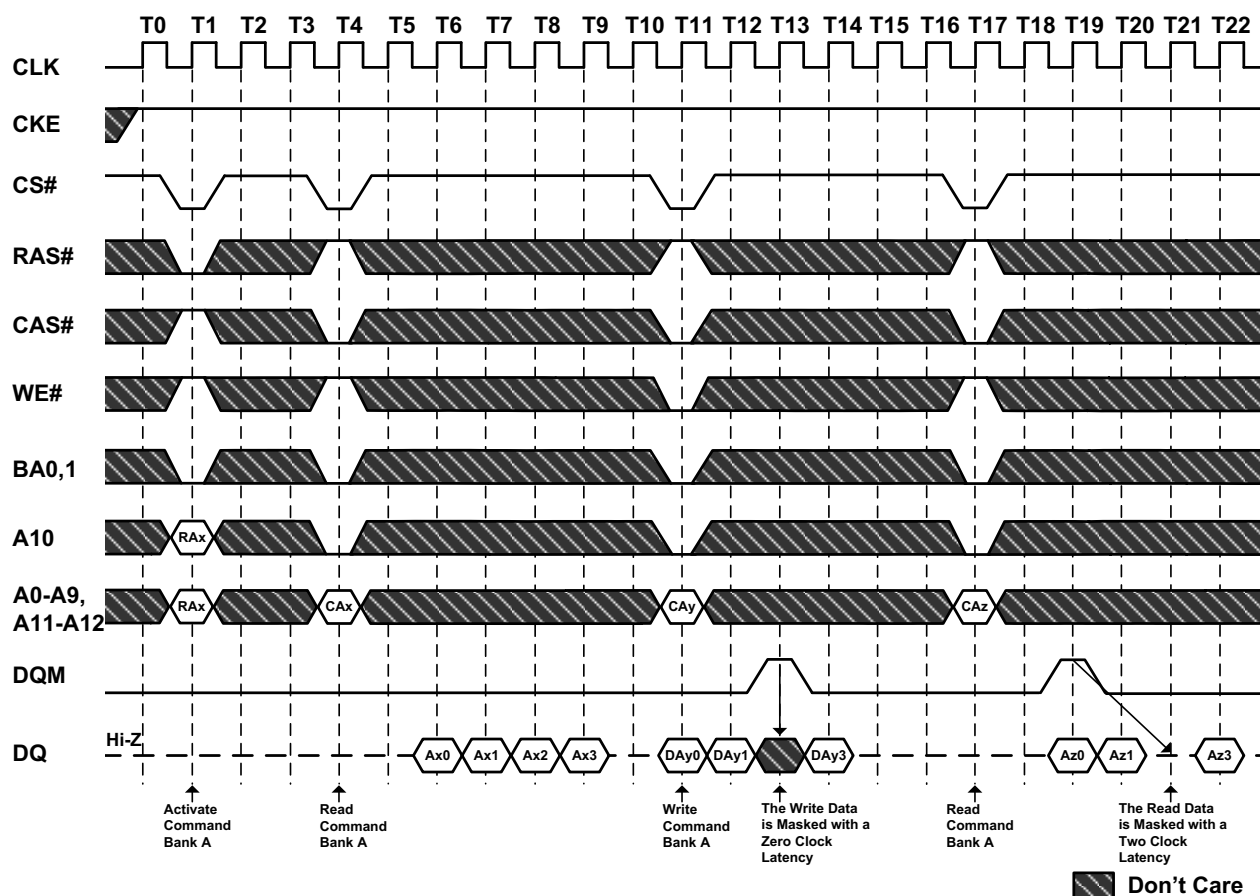 T0 T1 T2 T3 T4 T5 T6 T7 T8 T9 T10 T11 T12 T13 T14 T15 T16 T17 T18 T19 T20 T21 T22
CLK
CKE
CS#
RAS#
CAS#
WE#
BA0,1
A10
RAx
A0-A9,
A11-A12
RAx
CAx
CAy
CAz
DQM
DQ
Hi-Z
Ax0
Ax1
Ax2
Ax3
DAy0
DAy1
DAy3
Az0
Az1
Az3
Activate
Command
Bank A
Read
Command
Bank A
Write
Command
Bank A
The Write Data
is Masked with a
Zero Clock
Latency
Read
Command
Bank A
The Read Data
is Masked with a
Two Clock
Latency
Don't Care